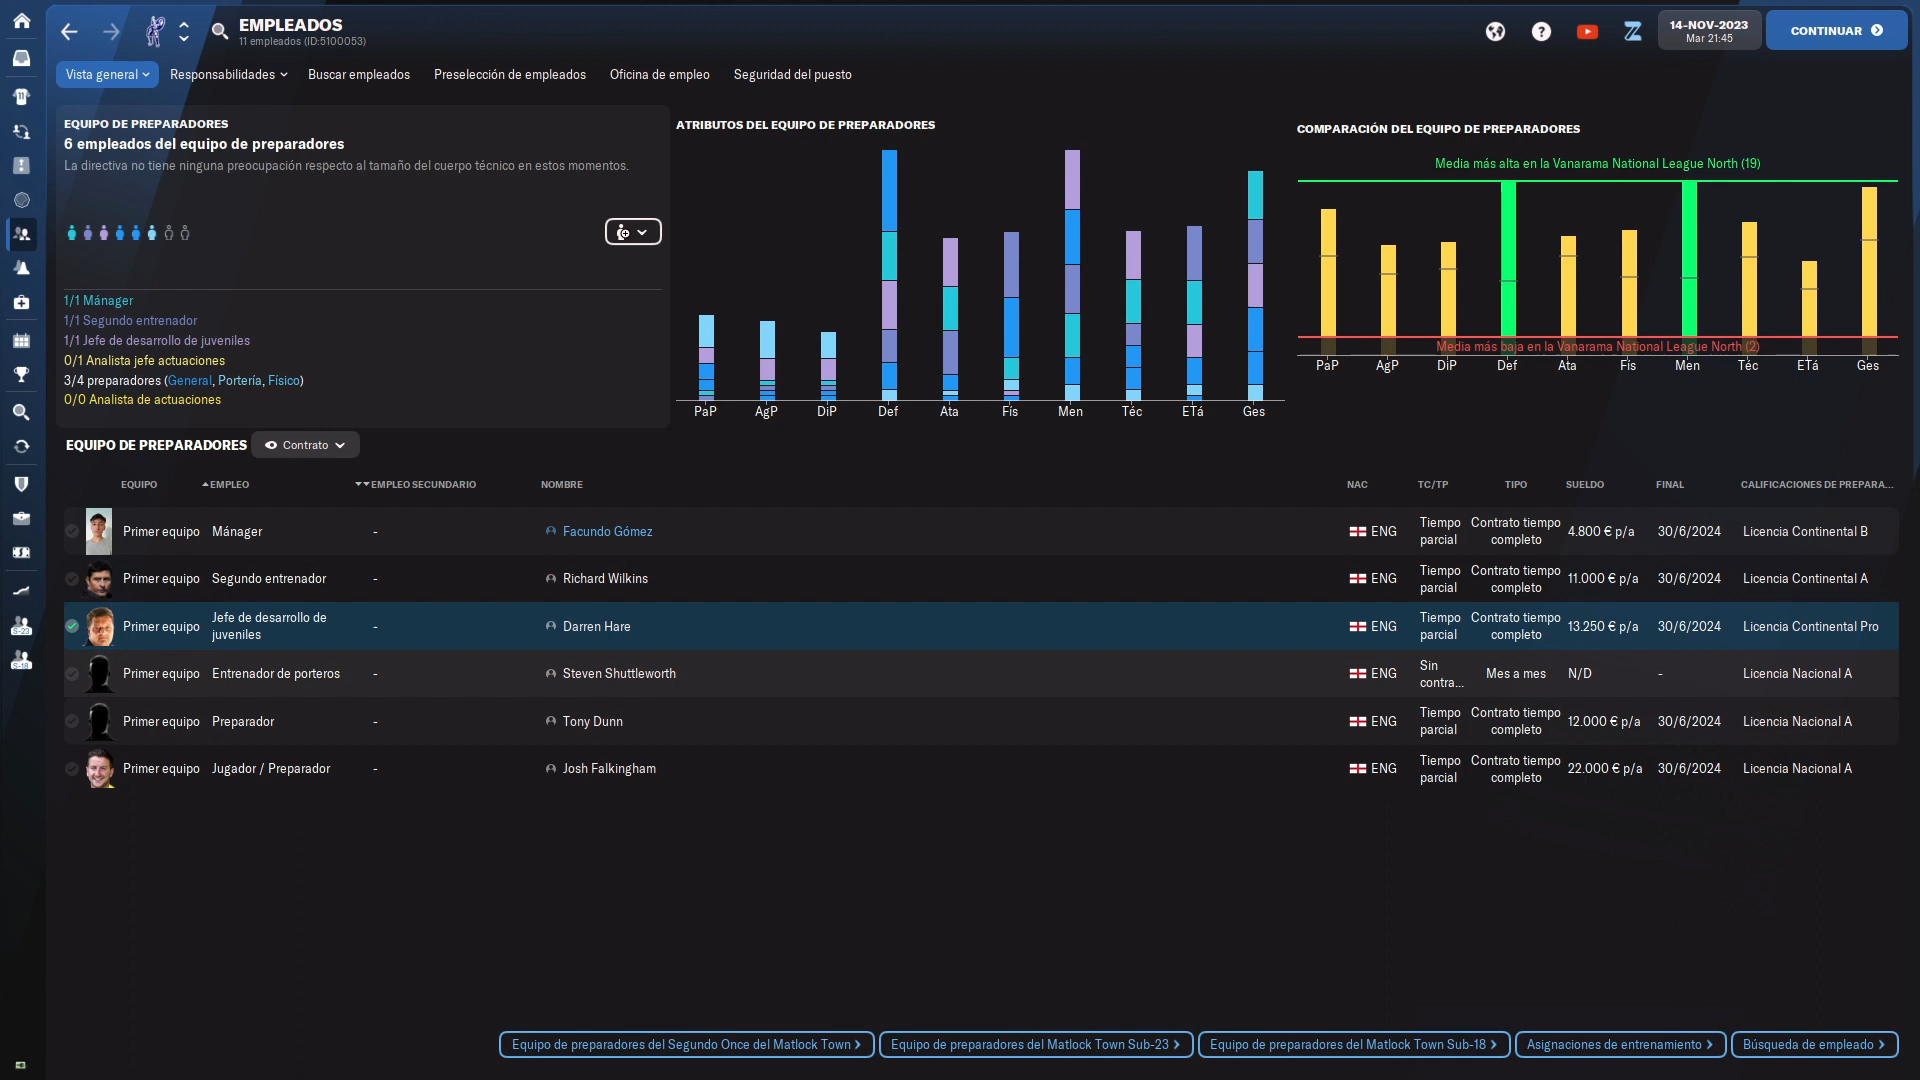 EMPLEADOS
11 empleados (ID:5100053)
14-NOV-2023
Mar 21:45
CONTINUAR
Vista general
Responsabilidades
Buscar empleados
Preselección de empleados
Oficina de empleo
Seguridad del puesto
EQUIPO DE PREPARADORES
6 empleados del equipo de preparadores
La directiva no tiene ninguna preocupación respecto al tamaño del cuerpo técnico en estos momentos.
1/1 Mánager
1/1 Segundo entrenador
1/1 Jefe de desarrollo de juveniles
0/1 Analista jefe actuaciones
3/4 preparadores (General, Portería, Físico)
0/0 Analista de actuaciones
ATRIBUTOS DEL EQUIPO DE PREPARADORES
PaP AgP DiP Def Ata Fís Men Téc ETá Ges
COMPARACIÓN DEL EQUIPO DE PREPARADORES
Media más alta en la Vanarama National League North (19)
Media más baja en la Vanarama National League North (2)
PaP AgP DiP Def Ata Fís Men Téc ETá Ges
EQUIPO DE PREPARADORES Contrato
EQUIPO EMPLEO EMPLEO SECUNDARIO NOMBRE NAC TC/TP TIPO SUELDO FINAL CALIFICACIONES DE PREPARA...
Primer equipo Mánager - Facundo Gómez ENG Tiempo parcial Contrato tiempo completo 4.800 € p/a 30/6/2024 Licencia Continental B
Primer equipo Segundo entrenador - Richard Wilkins ENG Tiempo parcial Contrato tiempo completo 11.000 € p/a 30/6/2024 Licencia Continental A
Primer equipo Jefe de desarrollo de juveniles - Darren Hare ENG Tiempo parcial Contrato tiempo completo 13.250 € p/a 30/6/2024 Licencia Continental Pro
Primer equipo Entrenador de porteros - Steven Shuttleworth ENG Sin contra... Mes a mes N/D - Licencia Nacional A
Primer equipo Preparador - Tony Dunn ENG Tiempo parcial Contrato tiempo completo 12.000 € p/a 30/6/2024 Licencia Nacional A
Primer equipo Jugador / Preparador - Josh Falkingham ENG Tiempo parcial Contrato tiempo completo 22.000 € p/a 30/6/2024 Licencia Nacional A
S-23
S-18
Equipo de preparadores del Segundo Once del Matlock Town
Equipo de preparadores del Matlock Town Sub-23
Equipo de preparadores del Matlock Town Sub-18
Asignaciones de entrenamiento
Búsqueda de empleado